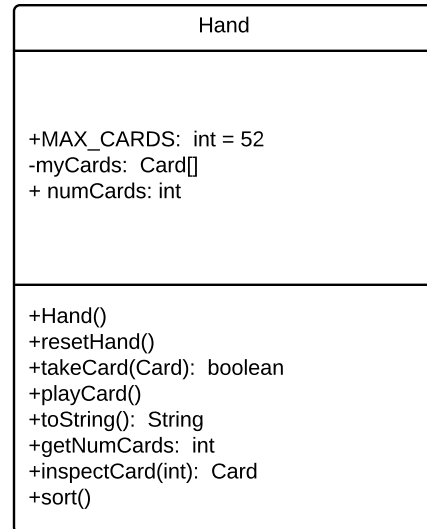 Hand
+MAX_CARDS:  int = 52
-myCards:  Card[]
+ numCards: int
+Hand()
+resetHand()
+takeCard(Card):  boolean
+playCard()
+toString():  String
+getNumCards:  int
+inspectCard(int):  Card
+sort()